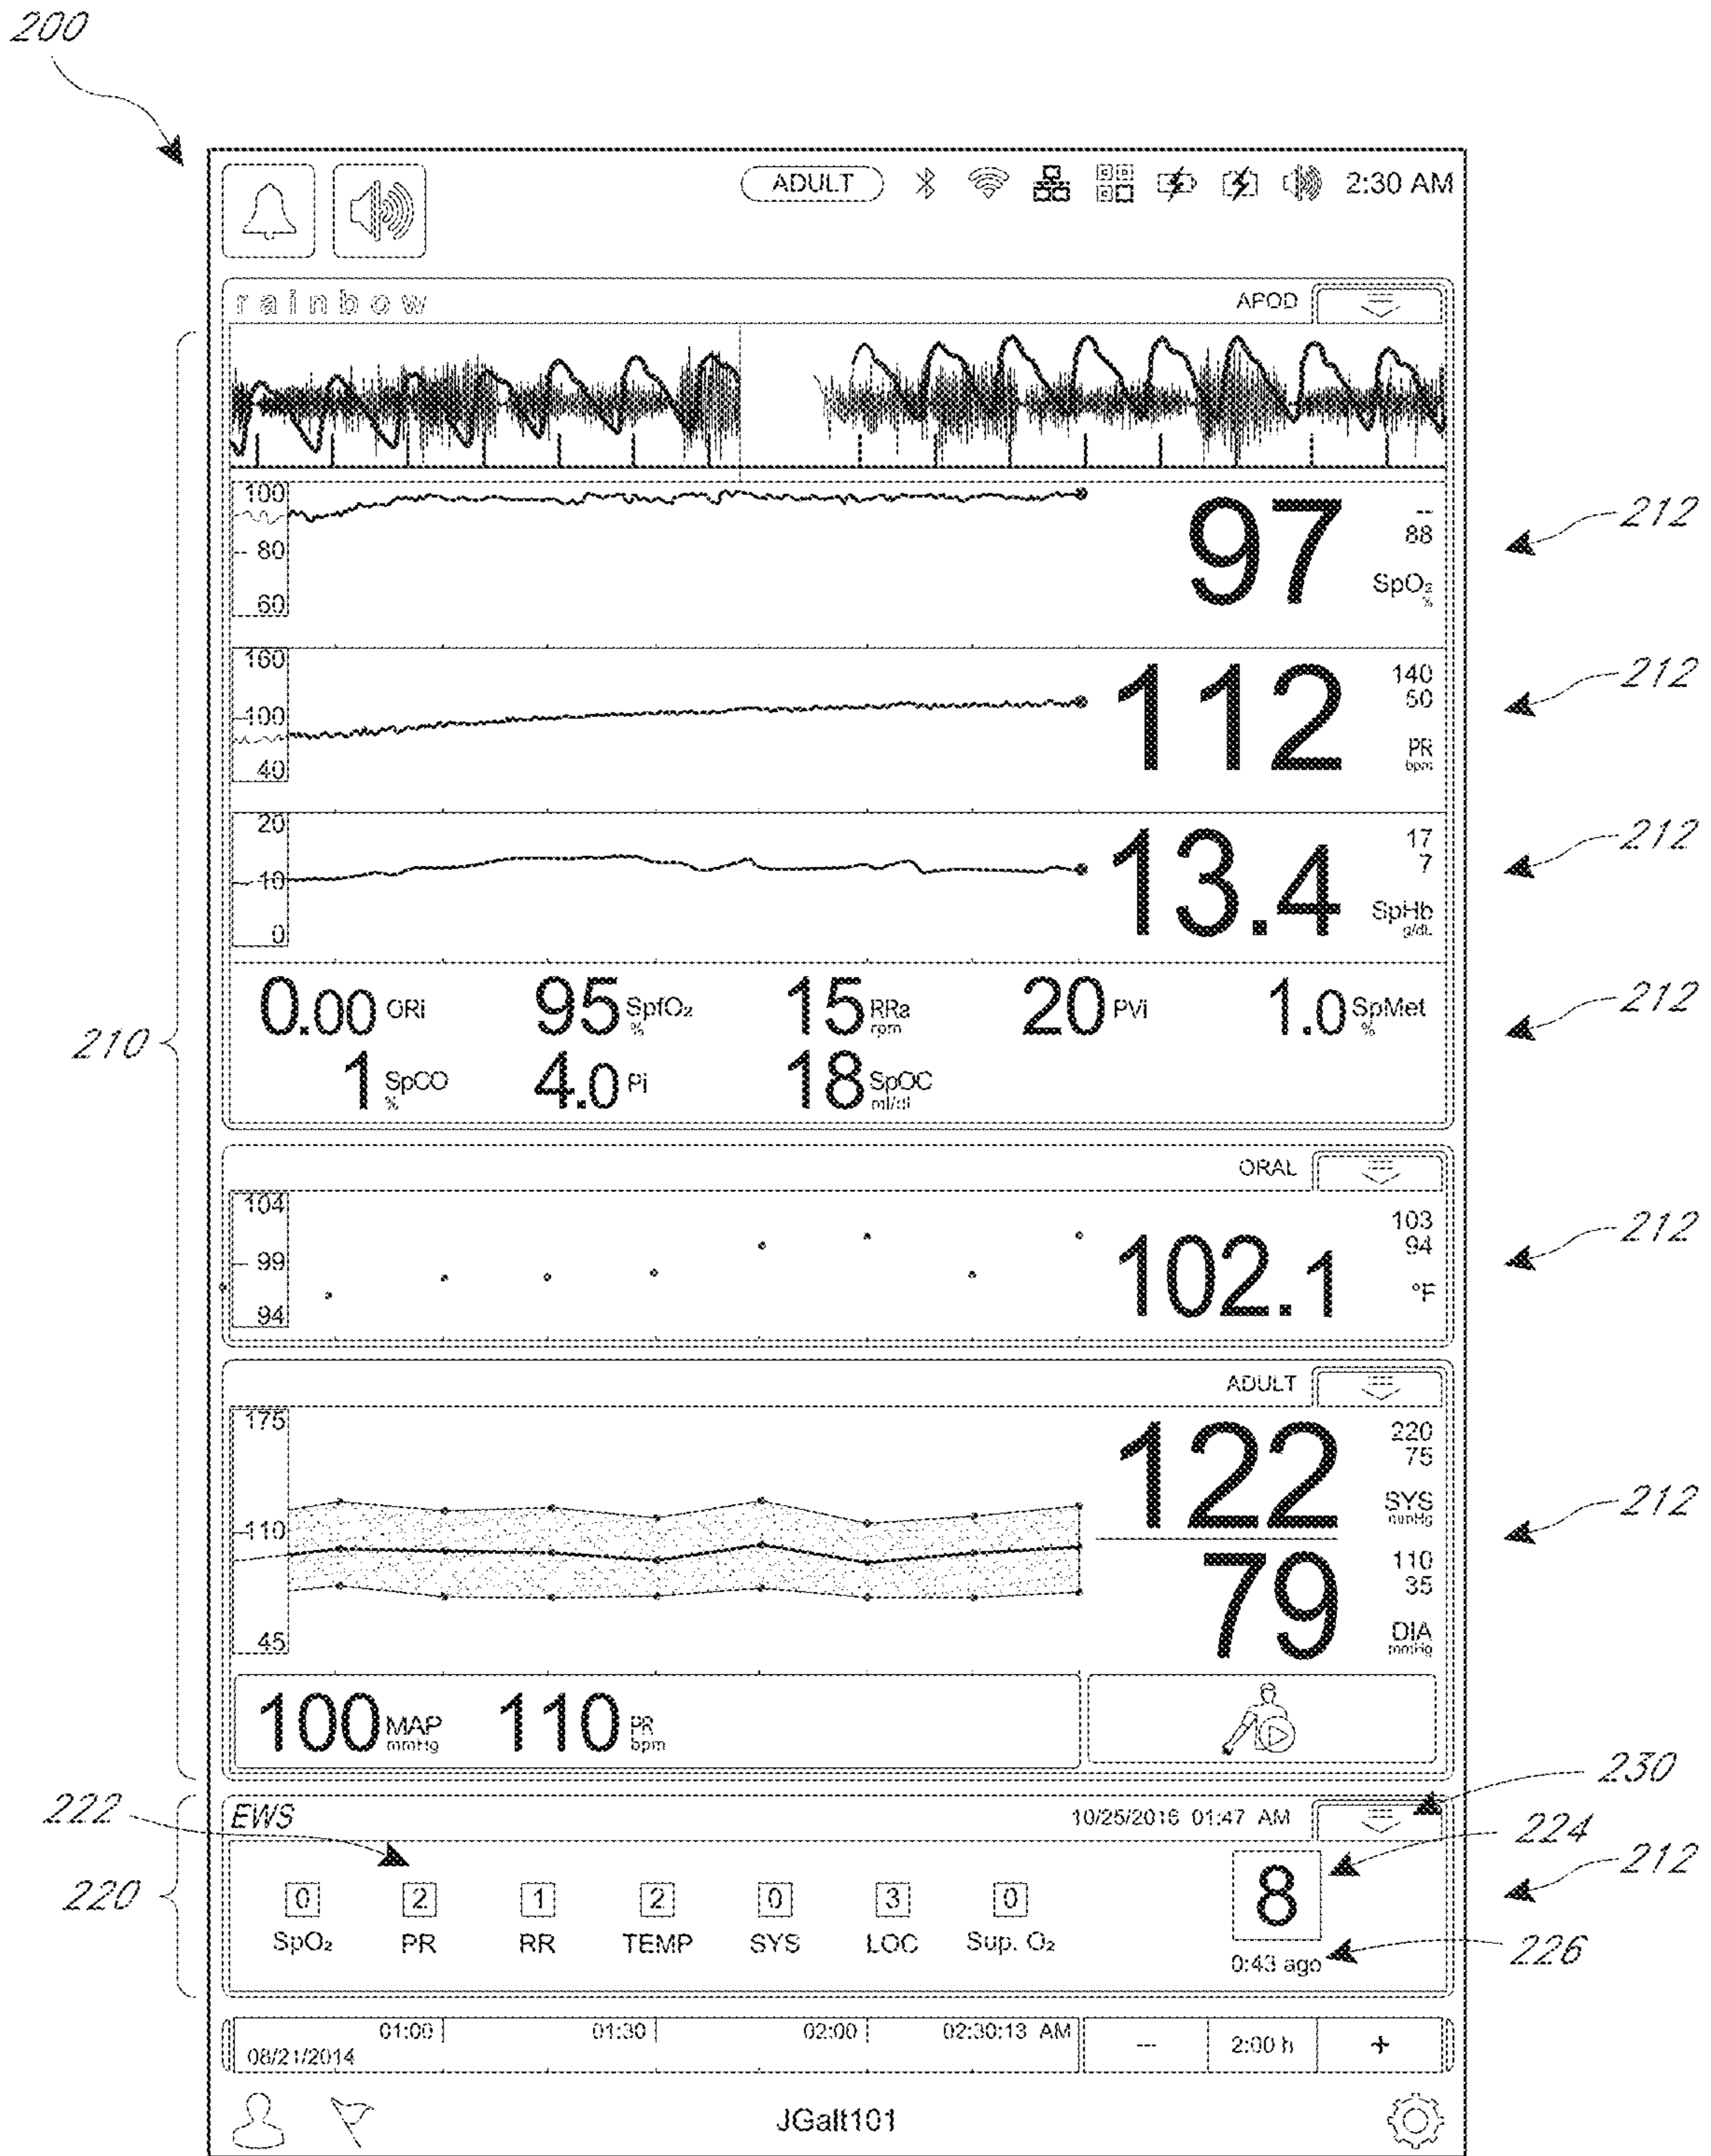 200
ADULT 2:30 AM
rainbow APOD
100
80
60
97
--
88
SpO₂
%
212
160
100
40
112
140
50
PR
bpm
212
20
10
0
13.4
17
7
SpHb
g/dL
212
210
0.00 ORi 95 SpfO₂ % 15 RRa rpm 20 PVi 1.0 SpMet %
212
1 SpCO % 4.0 Pi 18 SpOC ml/dl
ORAL
104
99
94
102.1
103
94
°F
212
ADULT
175
110
45
122
220
75
SYS
mmHg
212
79
110
35
DIA
mmHg
100 MAP mmHg 110 PR bpm
230
222
EWS 10/25/2016 01:47 AM
224
212
220
0 2 1 2 0 3 0 8
SpO₂ PR RR TEMP SYS LOC Sup. O₂
0:43 ago
226
01:00 01:30 02:00 02:30:13 AM
08/21/2014
--- 2:00 h +
JGalt101